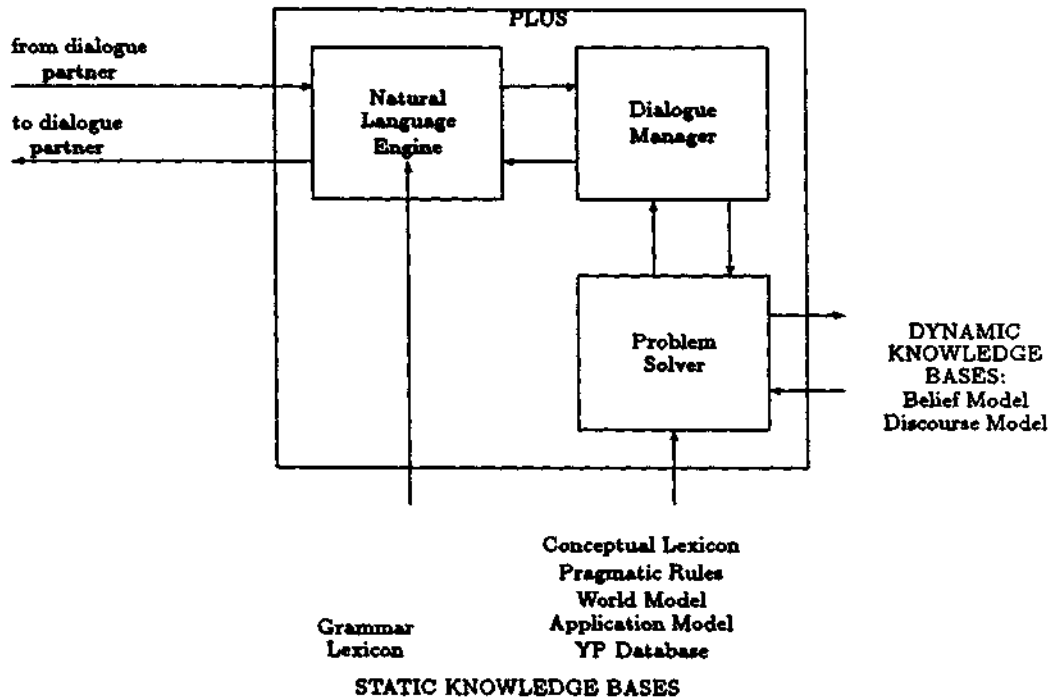 PLUS
from dialogue
partner
to dialogue
partner
Natural
Language
Engine
Dialogue
Manager
Problem
Solver
DYNAMIC
KNOWLEDGE
BASES:
Belief Model
Discourse Model
Conceptual Lexicon
Pragmatic Rules
World Model
Application Model
YP Database
Grammar
Lexicon
STATIC KNOWLEDGE BASES